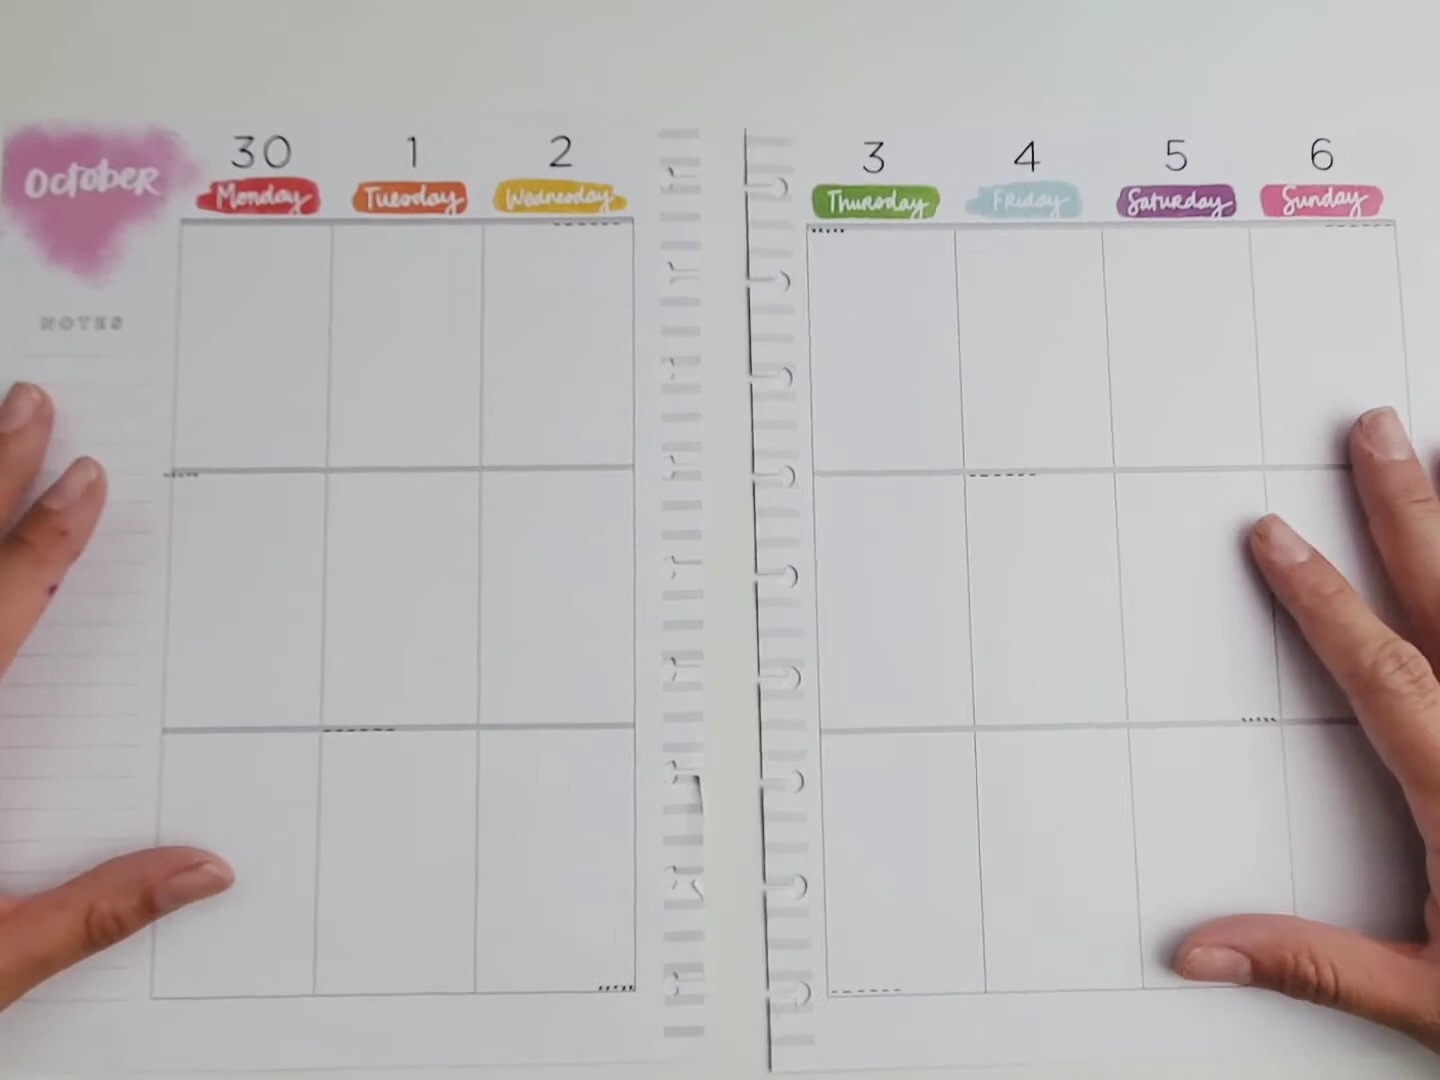 October
30 1 2
Monday Tuesday Wednesday
NOTES
3 4 5 6
Thursday Friday Saturday Sunday